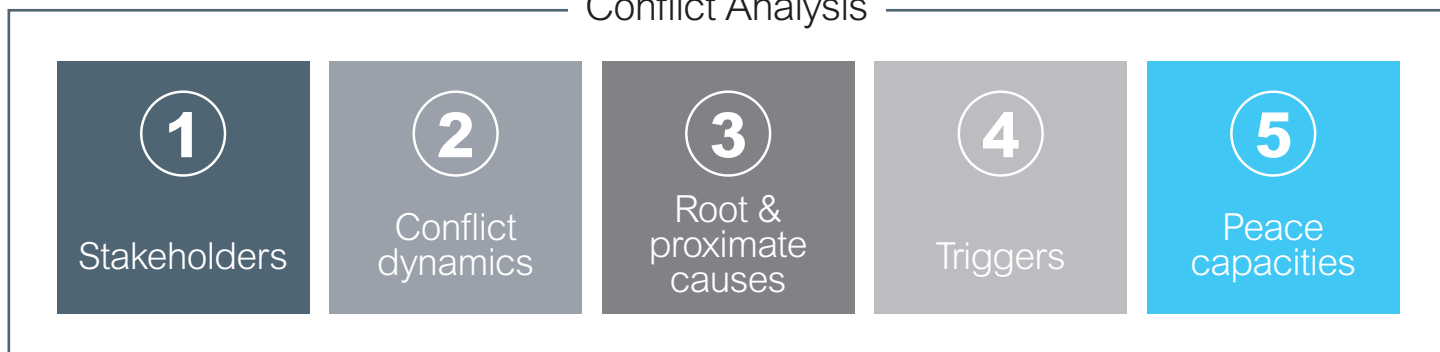 Conflict Analysis
1
Stakeholders
2
Conflict
dynamics
3
Root &
proximate
causes
4
Triggers
5
Peace
capacities